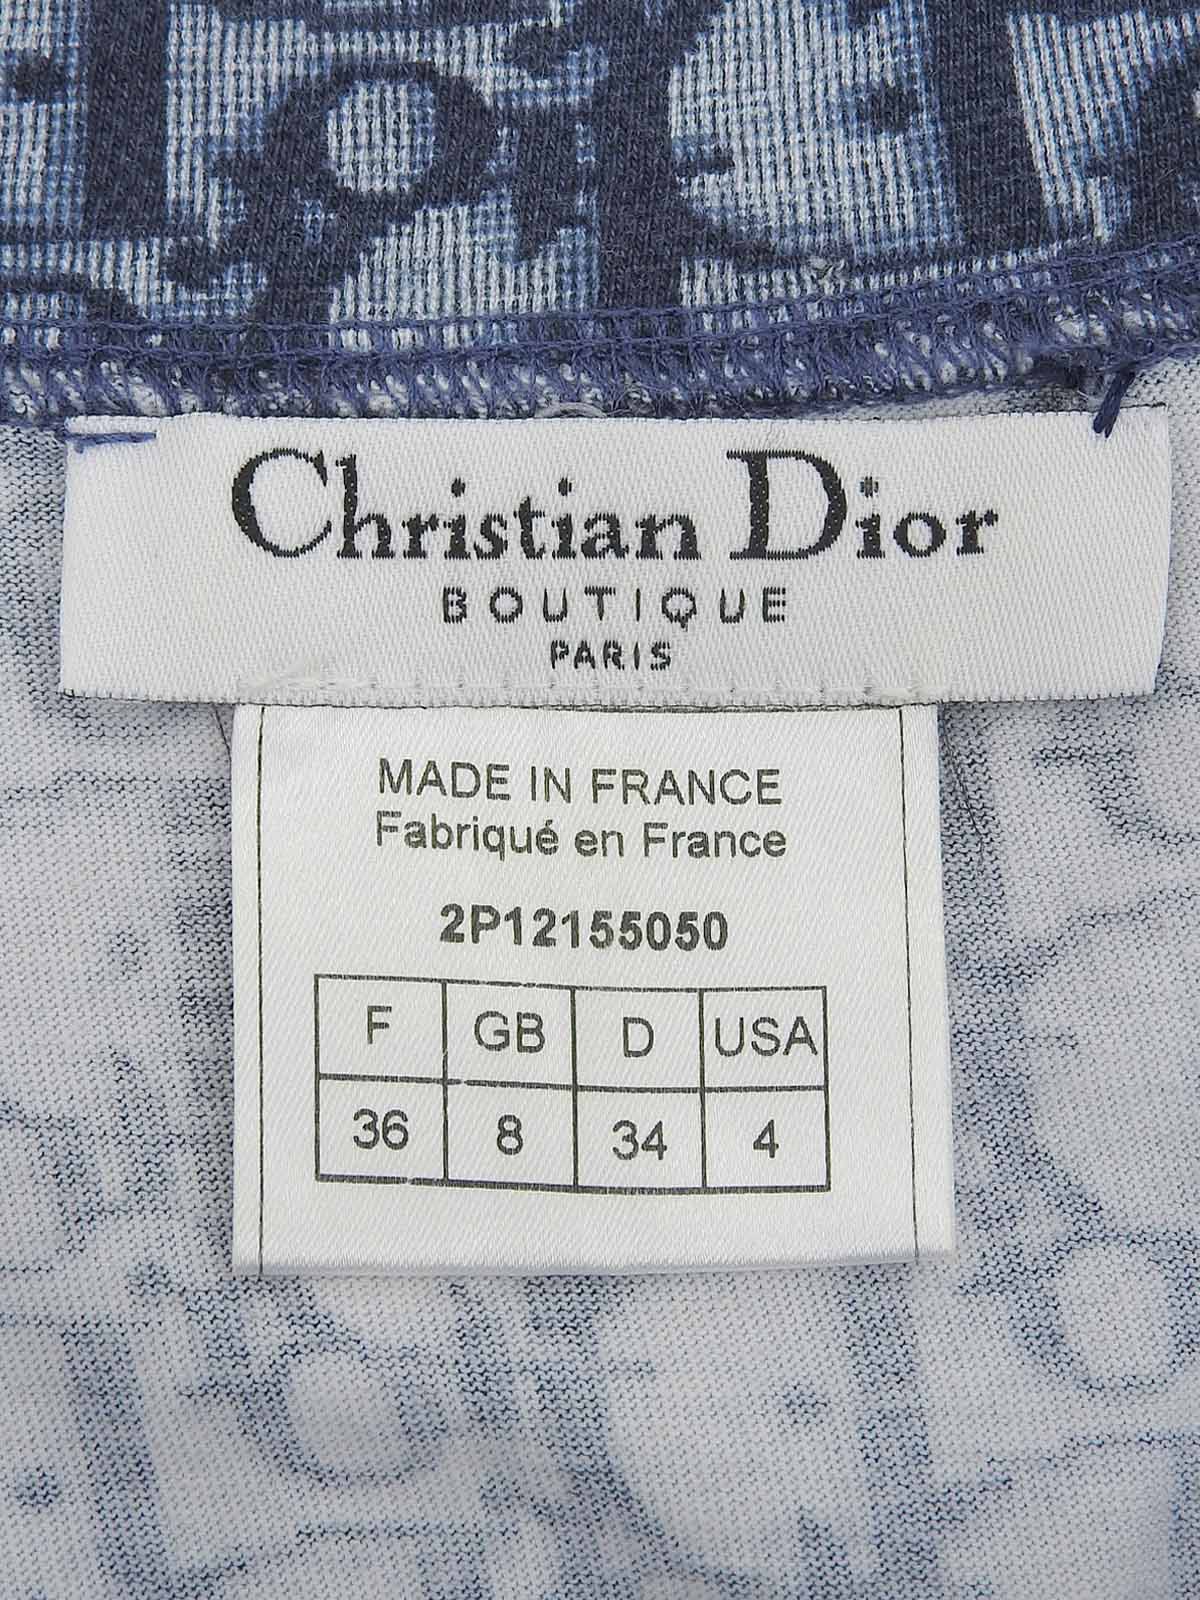 Christian Dior
BOUTIQUE
PARIS
MADE IN FRANCE
Fabriqué en France
2P12155050
F GB D USA
36 8 34 4